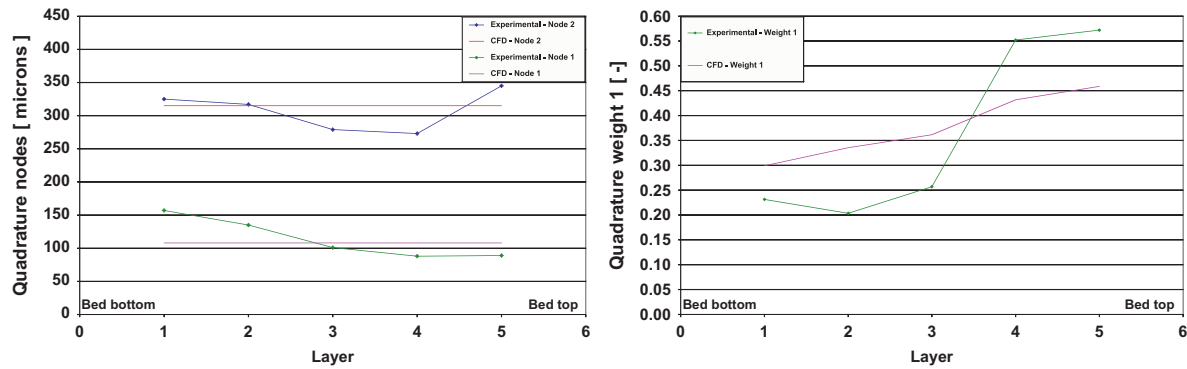 Quadrature nodes [ microns ]
450
400
350
300
250
200
150
100
50
0
Experimental - Node 2
CFD - Node 2
Experimental - Node 1
CFD - Node 1
Bed bottom
Bed top
0 1 2 3 4 5 6
Layer
Quadrature weight 1 [ - ]
0.60
0.55
0.50
0.45
0.40
0.35
0.30
0.25
0.20
0.15
0.10
0.05
0.00
Experimental - Weight 1
CFD - Weight 1
Bed bottom
Bed top
0 1 2 3 4 5 6
Layer